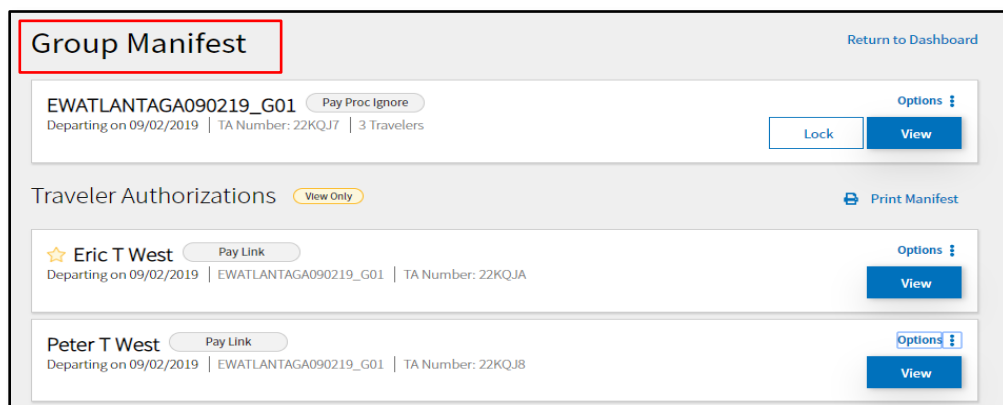 Group Manifest
Return to Dashboard
EWATLANTAGA090219_G01 Pay Proc Ignore
Options
Departing on 09/02/2019 | TA Number: 22KQJ7 | 3 Travelers
Lock View
Traveler Authorizations View Only
Print Manifest
Eric T West Pay Link
Options
Departing on 09/02/2019 | EWATLANTAGA090219_G01 | TA Number: 22KQJA
View
Peter T West Pay Link
Options
Departing on 09/02/2019 | EWATLANTAGA090219_G01 | TA Number: 22KQJ8
View